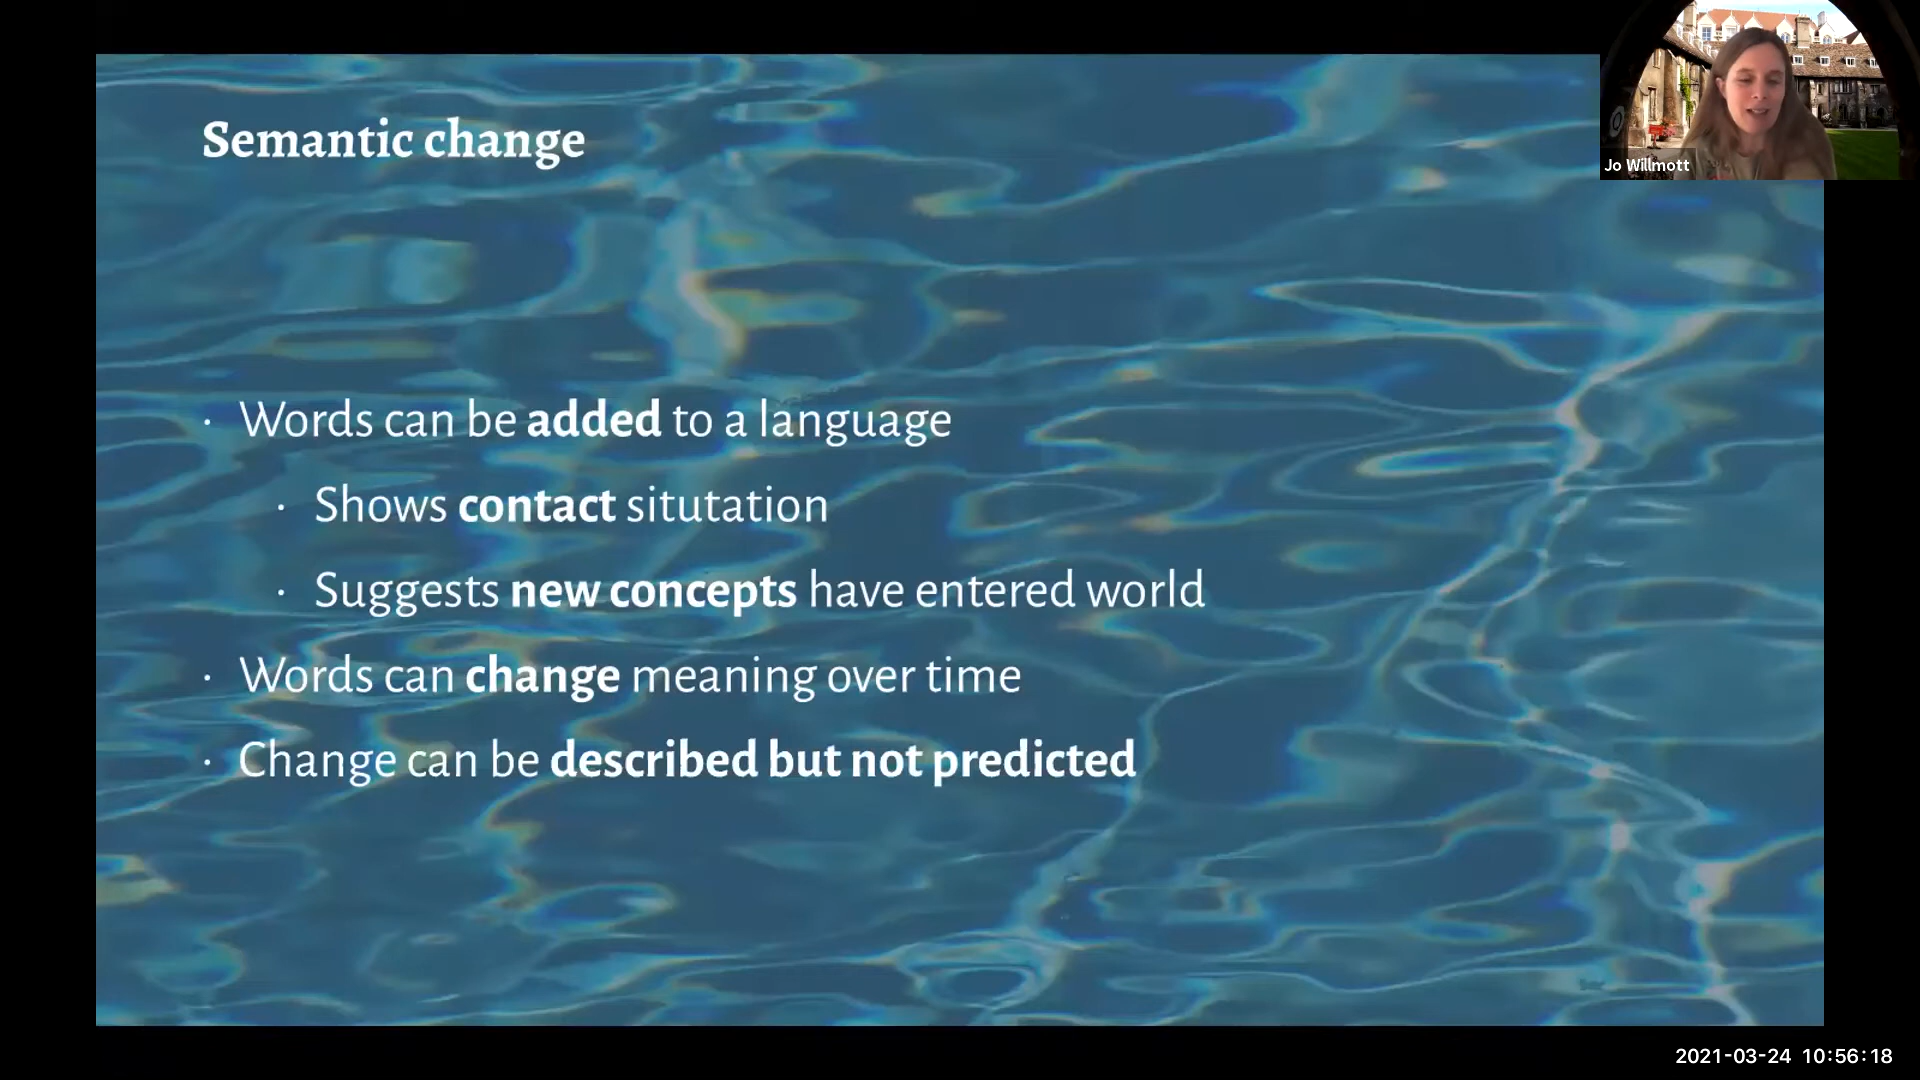 Semantic change
Jo Willmott
· Words can be added to a language
· Shows contact situtation
· Suggests new concepts have entered world
· Words can change meaning over time
· Change can be described but not predicted
2021-03-24 10:56:18